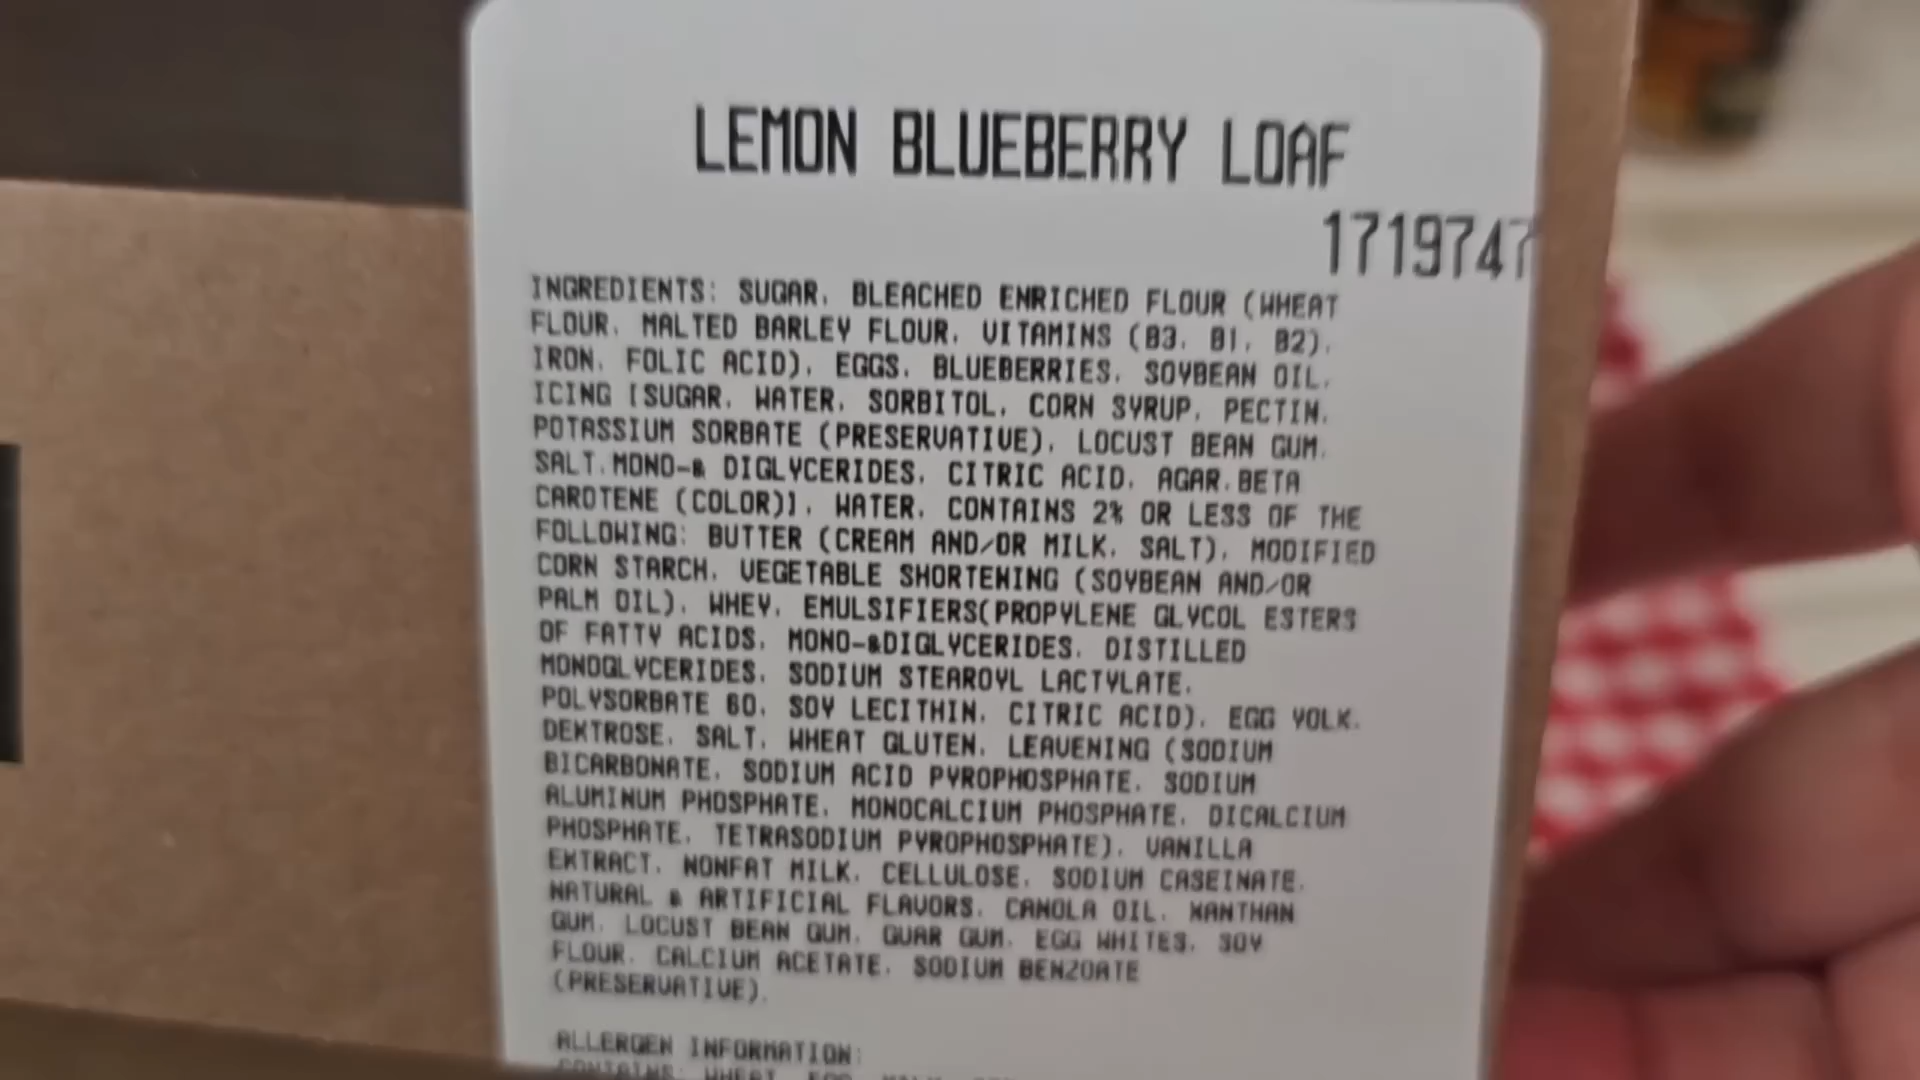 LEMON BLUEBERRY LOAF
1719747
INGREDIENTS: SUGAR, BLEACHED ENRICHED FLOUR (WHEAT
FLOUR, MALTED BARLEY FLOUR, VITAMINS (B3, B1, B2),
IRON, FOLIC ACID), EGGS, BLUEBERRIES, SOYBEAN OIL,
ICING [SUGAR, WATER, SORBITOL, CORN SYRUP, PECTIN,
POTASSIUM SORBATE (PRESERVATIVE), LOCUST BEAN GUM,
SALT,MONO-& DIGLYCERIDES, CITRIC ACID, AGAR,BETA
CAROTENE (COLOR)], WATER, CONTAINS 2% OR LESS OF THE
FOLLOWING: BUTTER (CREAM AND/OR MILK, SALT), MODIFIED
CORN STARCH, VEGETABLE SHORTENING (SOYBEAN AND/OR
PALM OIL), WHEY, EMULSIFIERS(PROPYLENE GLYCOL ESTERS
OF FATTY ACIDS, MONO-&DIGLYCERIDES, DISTILLED
MONOGLYCERIDES, SODIUM STEAROYL LACTYLATE,
POLYSORBATE 60, SOY LECITHIN, CITRIC ACID), EGG YOLK,
DEXTROSE, SALT, WHEAT GLUTEN, LEAVENING (SODIUM
BICARBONATE, SODIUM ACID PYROPHOSPHATE, SODIUM
ALUMINUM PHOSPHATE, MONOCALCIUM PHOSPHATE, DICALCIUM
PHOSPHATE, TETRASODIUM PYROPHOSPHATE), VANILLA
EXTRACT, NONFAT MILK, CELLULOSE, SODIUM CASEINATE,
NATURAL & ARTIFICIAL FLAVORS, CANOLA OIL, XANTHAN
GUM, LOCUST BEAN GUM, GUAR GUM, EGG WHITES, SOY
FLOUR, CALCIUM ACETATE, SODIUM BENZOATE
(PRESERVATIVE).
ALLERGEN INFORMATION:
CONTAINS: WHEAT, EGG, MILK,